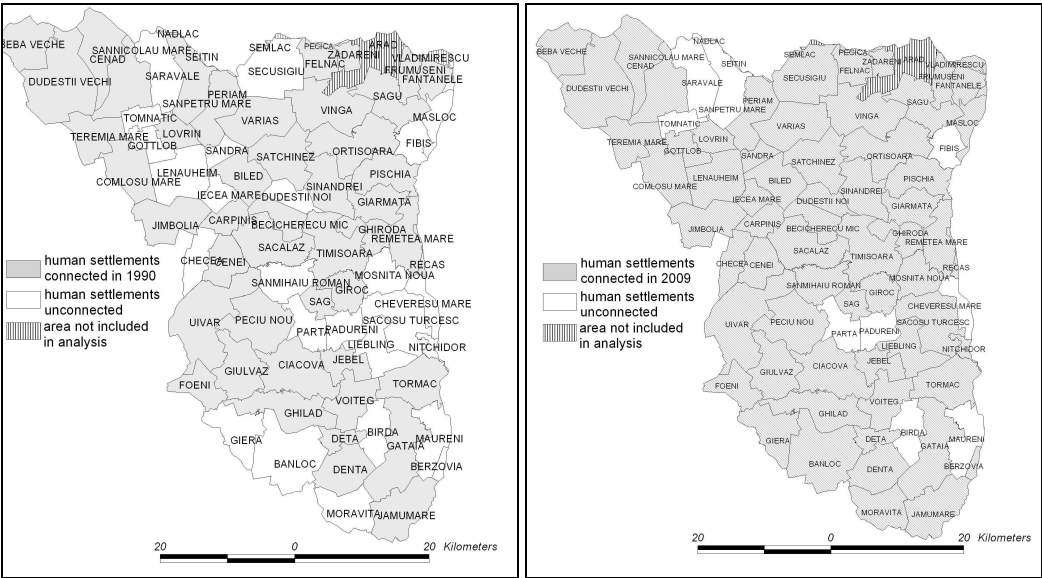 NADLAC
BEBA VECHE
SANNICOLAU MARE
CENAD
SEITIN
SEMLAC
PECICA
ARAD
ZADARENI
VLADIMIRESCU
FELNAC
FRUMUSENI
FANTANELE
DUDESTII VECHI
SARAVALE
SECUSIGIU
PERIAM
SANPETRU MARE
SAGU
VINGA
TOMNATIC
VARIAS
MASLOC
TEREMIA MARE
LOVRIN
GOTTLOB
FIBIS
SANDRA
SATCHINEZ
ORTISOARA
COMLOSU MARE
LENAUHEIM
BILED
PISCHIA
IECEA MARE
DUDESTII NOI
SINANDREI
GIARMATA
JIMBOLIA
CARPINIS
BECICHERECU MIC
GHIRODA
REMETEA MARE
SACALAZ
TIMISOARA
CHECEA
CENEI
RECAS
MOSNITA NOUA
SANMIHAIU ROMAN
GIROC
SAG
CHEVERESU MARE
UIVAR
PECIU NOU
PARTA
PADURENI
SACOSU TURCESC
LIEBLING
NITCHIDOR
JEBEL
CIACOVA
GIULVAZ
FOENI
TORMAC
VOITEG
GHILAD
GIERA
DETA
BIRDA
GATAIA
MAURENI
BANLOC
DENTA
BERZOVIA
MORAVITA
JAMUMARE
human settlements
connected in 1990
human settlements
unconnected
area not included
in analysis
20 0 20 Kilometers
NADLAC
BEBA VECHE
SANNICOLAU MARE
CENAD
SEITIN
SEMLAC
PECICA
ARAD
ZADARENI
VLADIMIRESCU
FELNAC
FRUMUSENI
FANTANELE
DUDESTII VECHI
SARAVALE
SECUSIGIU
PERIAM
SANPETRU MARE
SAGU
VINGA
TOMNATIC
VARIAS
MASLOC
TEREMIA MARE
LOVRIN
GOTTLOB
FIBIS
SANDRA
SATCHINEZ
ORTISOARA
COMLOSU MARE
LENAUHEIM
BILED
PISCHIA
IECEA MARE
DUDESTII NOI
SINANDREI
GIARMATA
JIMBOLIA
CARPINIS
BECICHERECU MIC
GHIRODA
REMETEA MARE
SACALAZ
TIMISOARA
CHECEA
CENEI
RECAS
MOSNITA NOUA
SANMIHAIU ROMAN
GIROC
SAG
CHEVERESU MARE
UIVAR
PECIU NOU
PARTA
PADURENI
SACOSU TURCESC
LIEBLING
NITCHIDOR
JEBEL
CIACOVA
GIULVAZ
FOENI
TORMAC
VOITEG
GHILAD
GIERA
DETA
BIRDA
GATAIA
MAURENI
BANLOC
DENTA
BERZOVIA
MORAVITA
JAMUMARE
human settlements
connected in 2009
human settlements
unconnected
area not included
in analysis
20 0 20 Kilometers